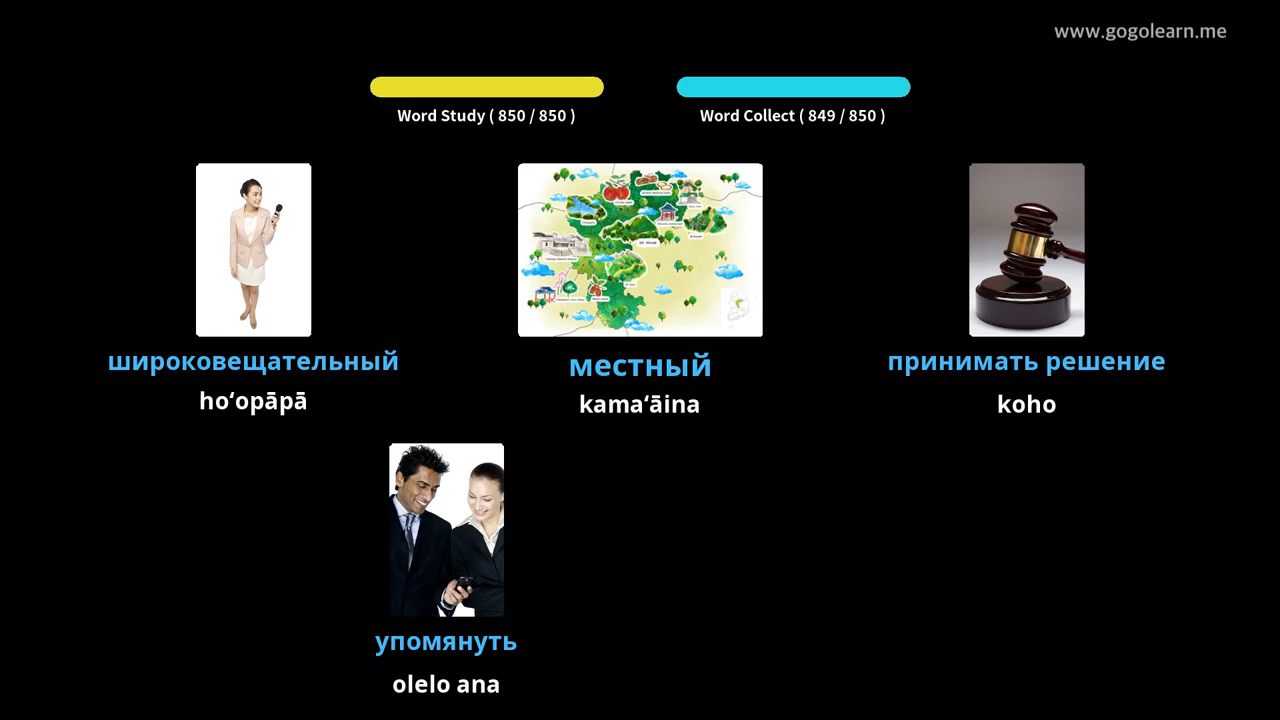 www.gogolearn.me
Word Study ( 850 / 850 )
Word Collect ( 849 / 850 )
широковещательный
hoʻopāpā
местный
kamaʻāina
принимать решение
koho
упомянуть
olelo ana